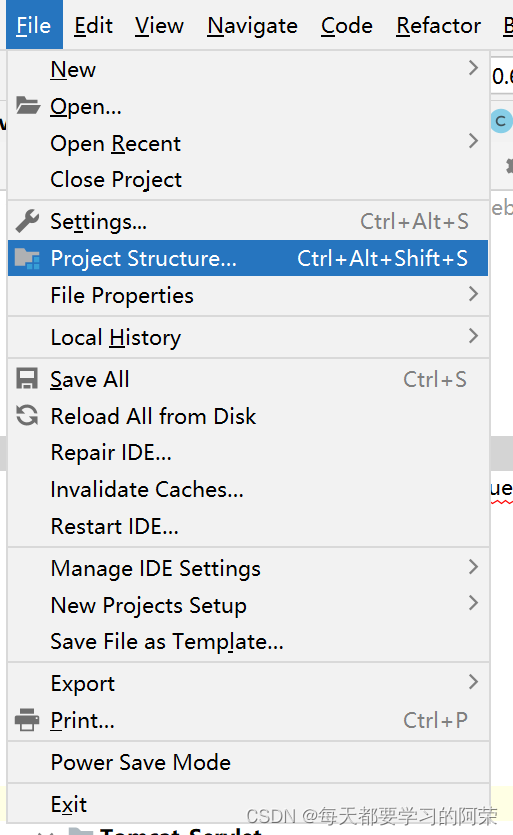 File Edit View Navigate Code Refactor
New
Open...
Open Recent
Close Project
Settings... Ctrl+Alt+S
Project Structure... Ctrl+Alt+Shift+S
File Properties
Local History
Save All Ctrl+S
Reload All from Disk
Repair IDE...
Invalidate Caches...
Restart IDE...
Manage IDE Settings
New Projects Setup
Save File as Template...
Export
Print... Ctrl+P
Power Save Mode
Exit
CSDN @每天都要学习的阿荣
Tomcat-Servlet